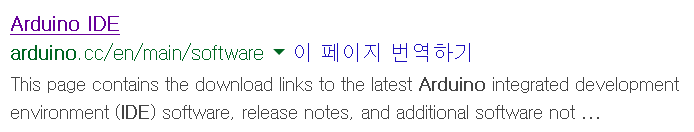 Arduino IDE
arduino.cc/en/main/software ▼ 이 페이지 번역하기
This page contains the download links to the latest Arduino integrated development
environment (IDE) software, release notes, and additional software not ...